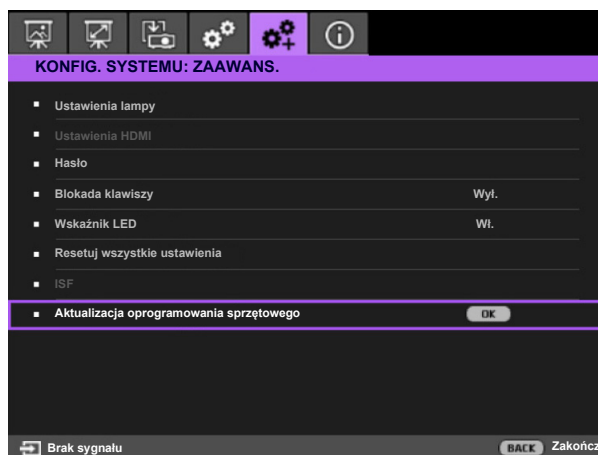 KONFIG. SYSTEMU: ZAAWANS.
Ustawienia lampy
Ustawienia HDMI
Hasło
Blokada klawiszy Wył.
Wskaźnik LED Wł.
Resetuj wszystkie ustawienia
ISF
Aktualizacja oprogramowania sprzętowego OK
Brak sygnału BACK Zakończ